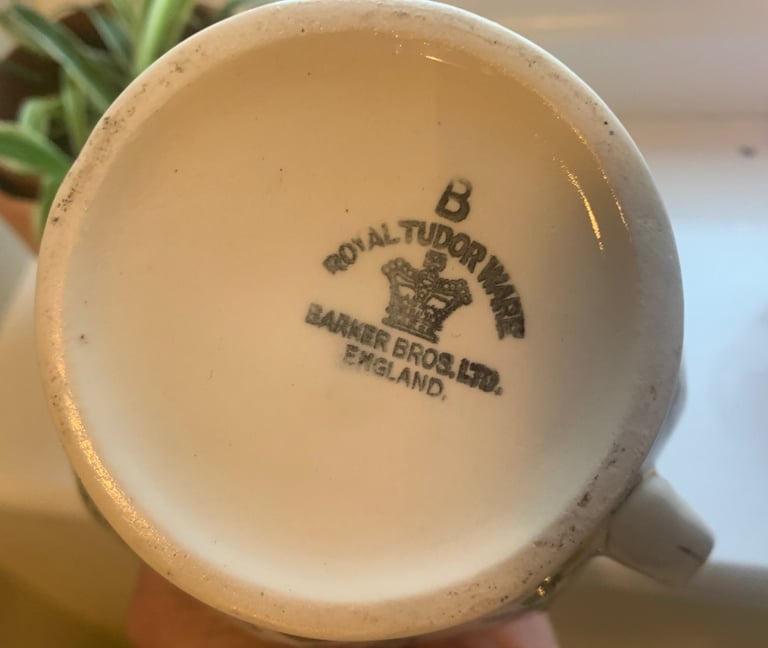 B
ROYAL TUDOR WARE
BARKER BROS. LTD.
ENGLAND.